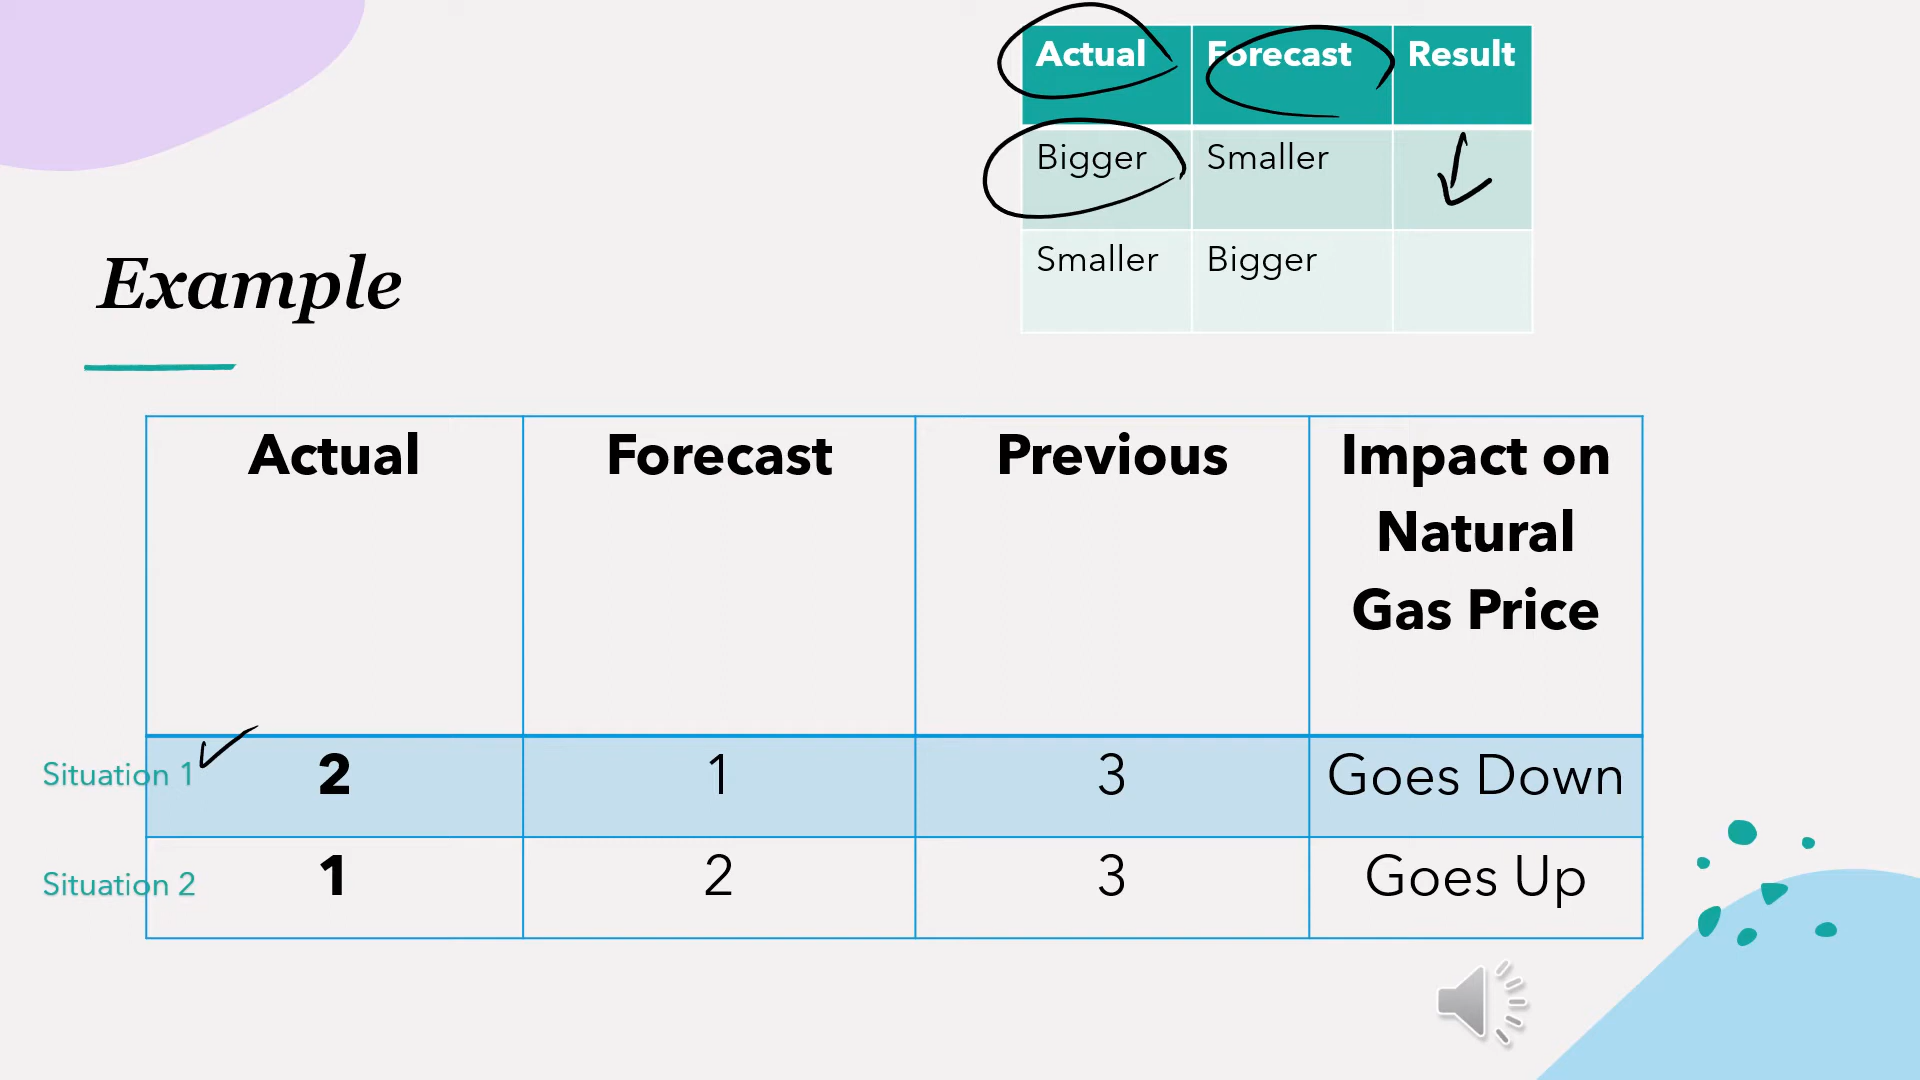 Actual Forecast Result
Bigger Smaller
Smaller Bigger
Example
Actual Forecast Previous Impact on
Natural
Gas Price
Situation 1 2 1 3 Goes Down
Situation 2 1 2 3 Goes Up